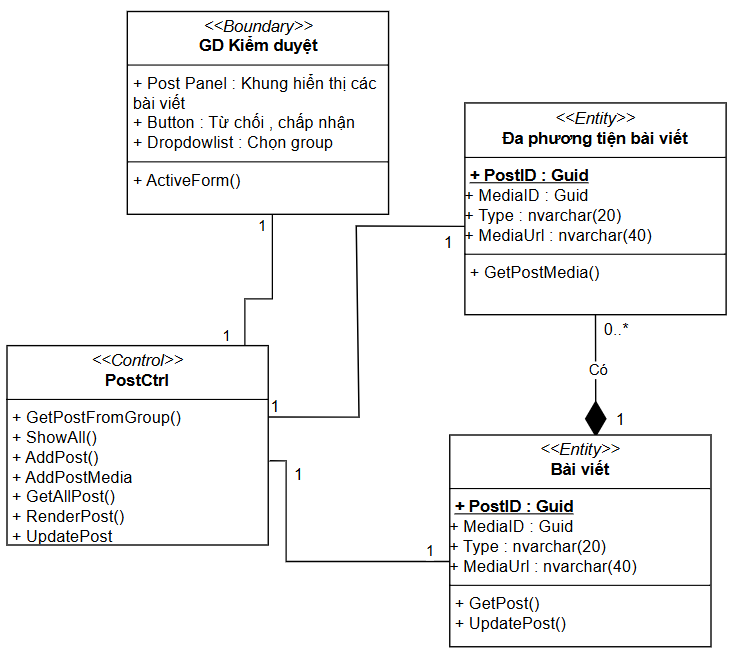 <<Boundary>>
GD Kiểm duyệt
+ Post Panel : Khung hiển thị các
bài viết
+ Button : Từ chối , chấp nhận
+ Dropdowlist : Chọn group
+ ActiveForm()
1
1
<<Entity>>
Đa phương tiện bài viết
+ PostID : Guid
+ MediaID : Guid
+ Type : nvarchar(20)
+ MediaUrl : nvarchar(40)
+ GetPostMedia()
1
1
0..*
Có
1
<<Control>>
PostCtrl
+ GetPostFromGroup()
+ ShowAll()
+ AddPost()
+ AddPostMedia
+ GetAllPost()
+ RenderPost()
+ UpdatePost
1
1
<<Entity>>
Bài viết
+ PostID : Guid
+ MediaID : Guid
+ Type : nvarchar(20)
+ MediaUrl : nvarchar(40)
+ GetPost()
+ UpdatePost()